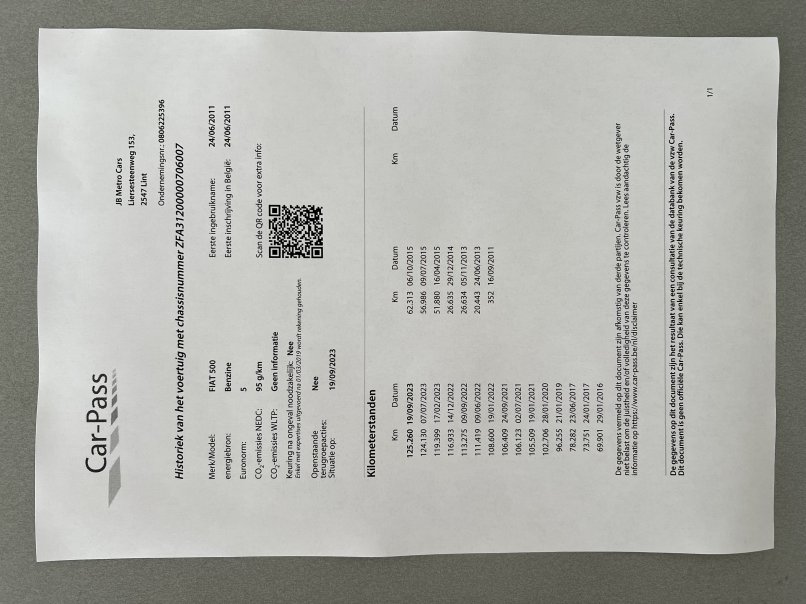 Car-Pass
JB Metro Cars
Liersesteenweg 153,
2547 Lint
Ondernemingsnr.: 0806225396
Historiek van het voertuig met chassisnummer ZFA31200000706007
Merk/Model: FIAT 500
Eerste ingebruikname: 24/06/2011
energiebron: Benzine
Eerste inschrijving in België: 24/06/2011
Euronorm: 5
CO2-emissies NEDC: 95 g/km
Scan de QR code voor extra info:
CO2-emissies WLTP: Geen informatie
Keuring na ongeval noodzakelijk: Nee
Enkel met expertises uitgevoerd na 01/03/2019 wordt rekening gehouden.
Openstaande Nee
terugroepacties:
Situatie op: 19/09/2023
Kilometerstanden
Km Datum Km Datum Km Datum
125.260 19/09/2023 62.313 06/10/2015
124.130 07/07/2023 56.986 09/07/2015
119.399 17/02/2023 51.880 16/04/2015
116.933 14/12/2022 26.635 29/12/2014
113.275 09/09/2022 26.634 05/11/2013
111.419 09/06/2022 20.443 24/06/2013
108.600 19/01/2022 352 16/09/2011
106.409 24/09/2021
106.123 02/07/2021
105.509 19/01/2021
102.706 28/01/2020
96.255 21/01/2019
78.282 23/06/2017
73.751 24/01/2017
69.901 29/01/2016
De gegevens vermeld op dit document zijn afkomstig van derde partijen. Car-Pass vzw is door de wetgever
niet belast om de juistheid en/of volledigheid van deze gegevens te controleren. Lees aandachtig de
informatie op https://www.car-pass.be/nl/disclaimer
De gegevens op dit document zijn het resultaat van een consultatie van de databank van de vzw Car-Pass.
Dit document is geen officiële Car-Pass. Die kan enkel bij de technische keuring bekomen worden.
1/1